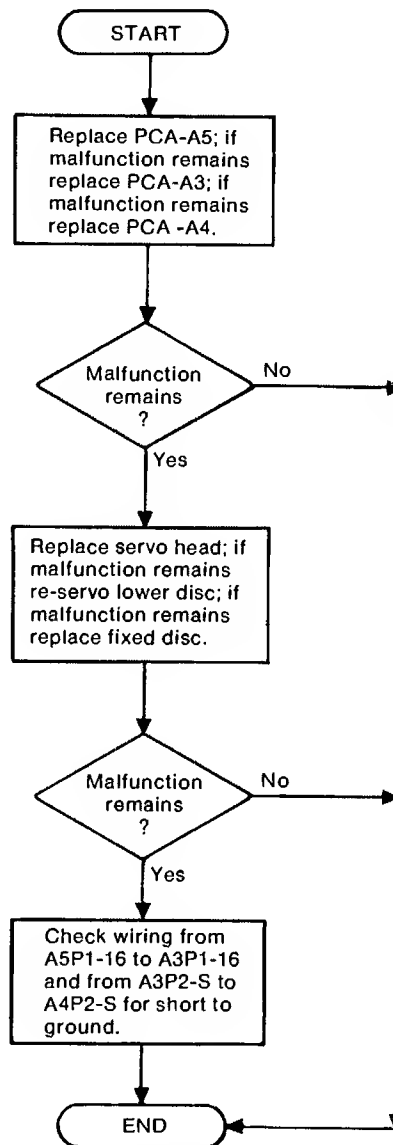 START
Replace PCA-A5; if
malfunction remains
replace PCA-A3; if
malfunction remains
replace PCA -A4.
Malfunction
remains
?
No
Yes
Replace servo head; if
malfunction remains
re-servo lower disc; if
malfunction remains
replace fixed disc.
Malfunction
remains
?
No
Yes
Check wiring from
A5P1-16 to A3P1-16
and from A3P2-S to
A4P2-S for short to
ground.
END